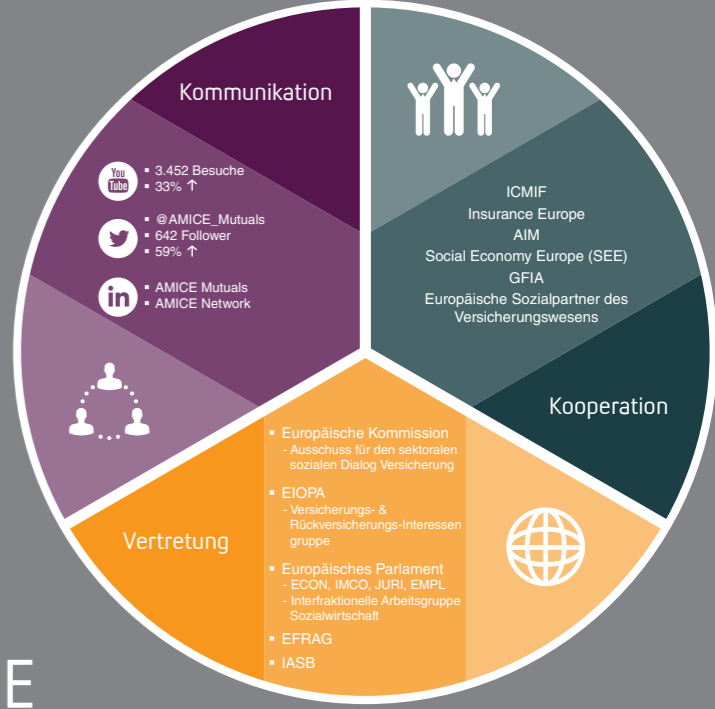 Kommunikation
You
Tube
▪ 3.452 Besuche
▪ 33% ↑
▪ @AMICE_Mutuals
▪ 642 Follower
▪ 59% ↑
in
▪ AMICE Mutuals
▪ AMICE Network
ICMIF
Insurance Europe
AIM
Social Economy Europe (SEE)
GFIA
Europäische Sozialpartner des
Versicherungswesens
Kooperation
Vertretung
▪ Europäische Kommission
- Ausschuss für den sektoralen
sozialen Dialog Versicherung
▪ EIOPA
- Versicherungs- &
Rückversicherungs-Interessen
gruppe
▪ Europäisches Parlament
- ECON, IMCO, JURI, EMPL
- Interfraktionelle Arbeitsgruppe
Sozialwirtschaft
▪ EFRAG
▪ IASB
E